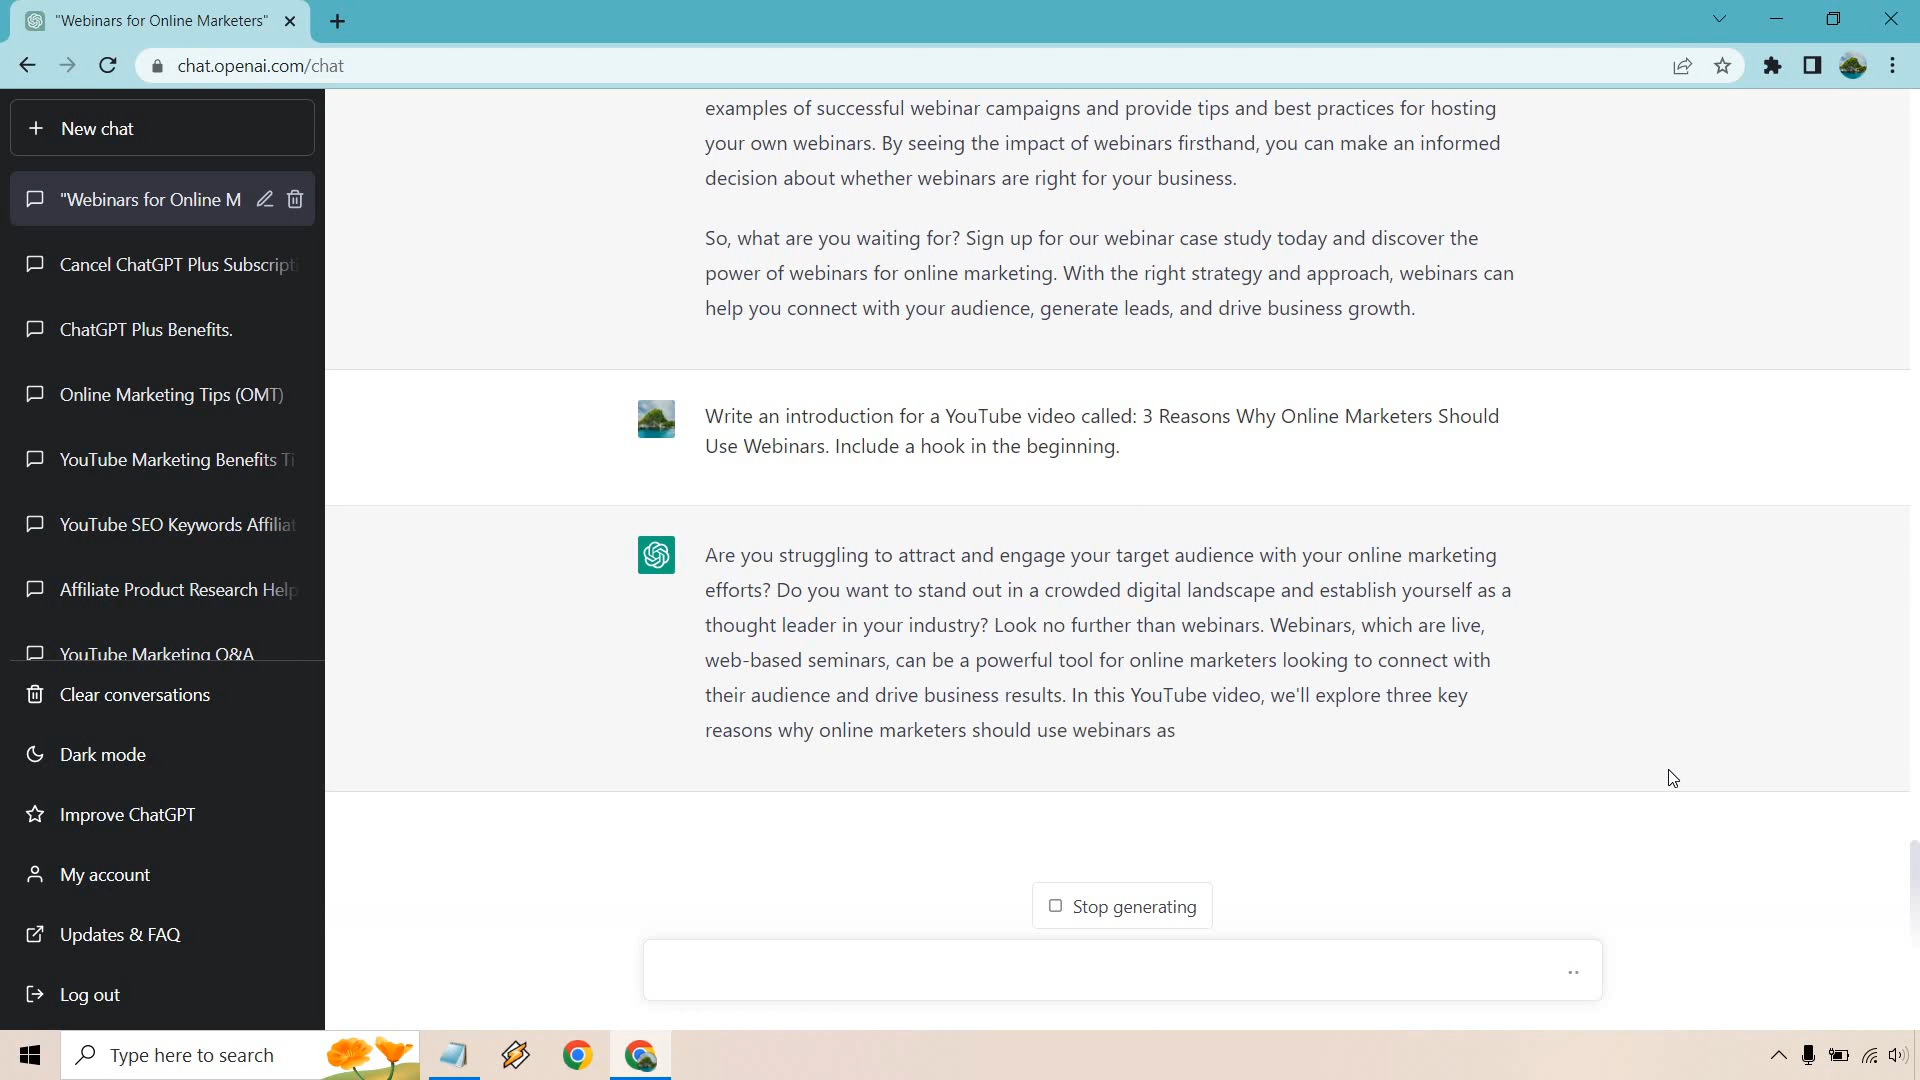 "Webinars for Online Marketers"
chat.openai.com/chat
New chat
"Webinars for Online M
Cancel ChatGPT Plus Subscripti
ChatGPT Plus Benefits.
Online Marketing Tips (OMT)
YouTube Marketing Benefits Ti
YouTube SEO Keywords Affiliat
Affiliate Product Research Help
YouTube Marketing Q&A
Clear conversations
Dark mode
Improve ChatGPT
My account
Updates & FAQ
Log out
examples of successful webinar campaigns and provide tips and best practices for hosting
your own webinars. By seeing the impact of webinars firsthand, you can make an informed
decision about whether webinars are right for your business.
So, what are you waiting for? Sign up for our webinar case study today and discover the
power of webinars for online marketing. With the right strategy and approach, webinars can
help you connect with your audience, generate leads, and drive business growth.
Write an introduction for a YouTube video called: 3 Reasons Why Online Marketers Should
Use Webinars. Include a hook in the beginning.
Are you struggling to attract and engage your target audience with your online marketing
efforts? Do you want to stand out in a crowded digital landscape and establish yourself as a
thought leader in your industry? Look no further than webinars. Webinars, which are live,
web-based seminars, can be a powerful tool for online marketers looking to connect with
their audience and drive business results. In this YouTube video, we'll explore three key
reasons why online marketers should use webinars as
Stop generating
Type here to search